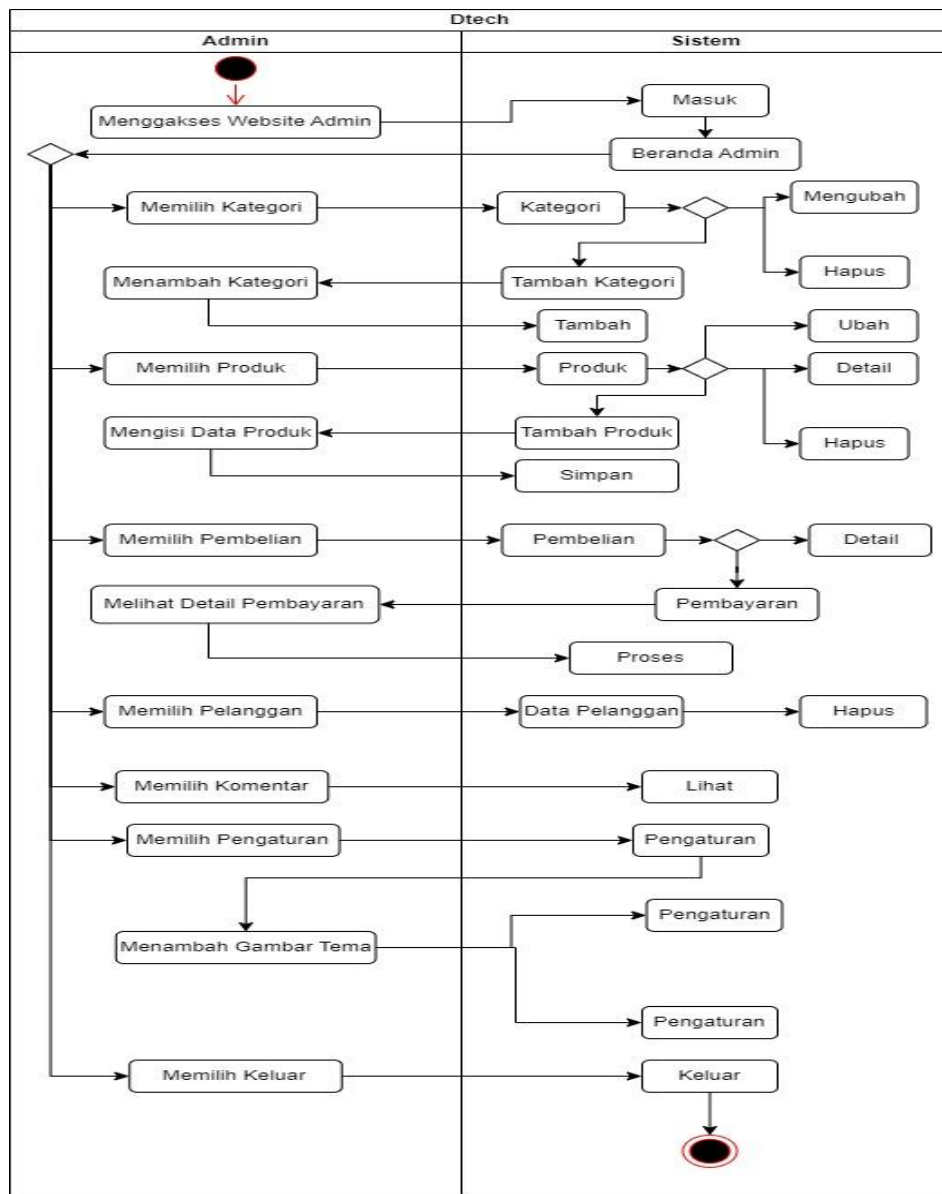 Dtech
Admin
Sistem
Menggakses Website Admin
Masuk
Beranda Admin
Memilih Kategori
Kategori
Mengubah
Menambah Kategori
Tambah Kategori
Hapus
Tambah
Ubah
Memilih Produk
Produk
Detail
Mengisi Data Produk
Tambah Produk
Hapus
Simpan
Memilih Pembelian
Pembelian
Detail
Melihat Detail Pembayaran
Pembayaran
Proses
Memilih Pelanggan
Data Pelanggan
Hapus
Memilih Komentar
Lihat
Memilih Pengaturan
Pengaturan
Pengaturan
Menambah Gambar Tema
Pengaturan
Memilih Keluar
Keluar